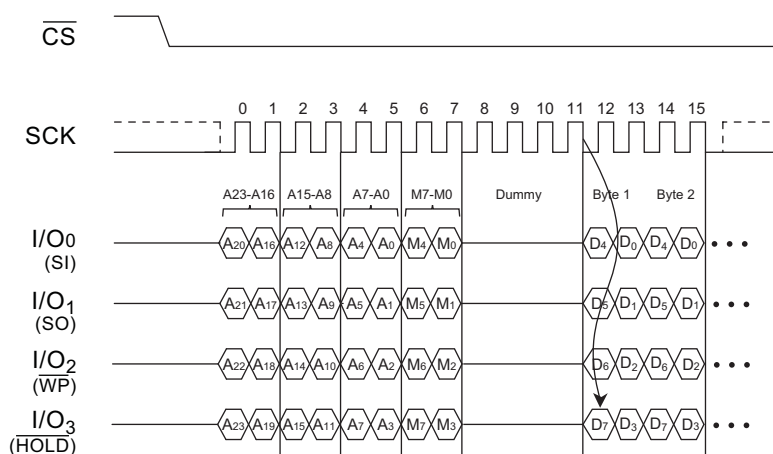 CS
0 1 2 3 4 5 6 7 8 9 10 11 12 13 14 15
SCK
A23-A16 A15-A8 A7-A0 M7-M0 Dummy Byte 1 Byte 2
I/O0 A20 A16 A12 A8 A4 A0 M4 M0 D4 D0 D4 D0 • • •
(SI)
I/O1 A21 A17 A13 A9 A5 A1 M5 M1 D5 D1 D5 D1 • • •
(SO)
I/O2 A22 A18 A14 A10 A6 A2 M6 M2 D6 D2 D6 D2 • • •
(WP)
I/O3 A23 A19 A15 A11 A7 A3 M7 M3 D7 D3 D7 D3 • • •
(HOLD)